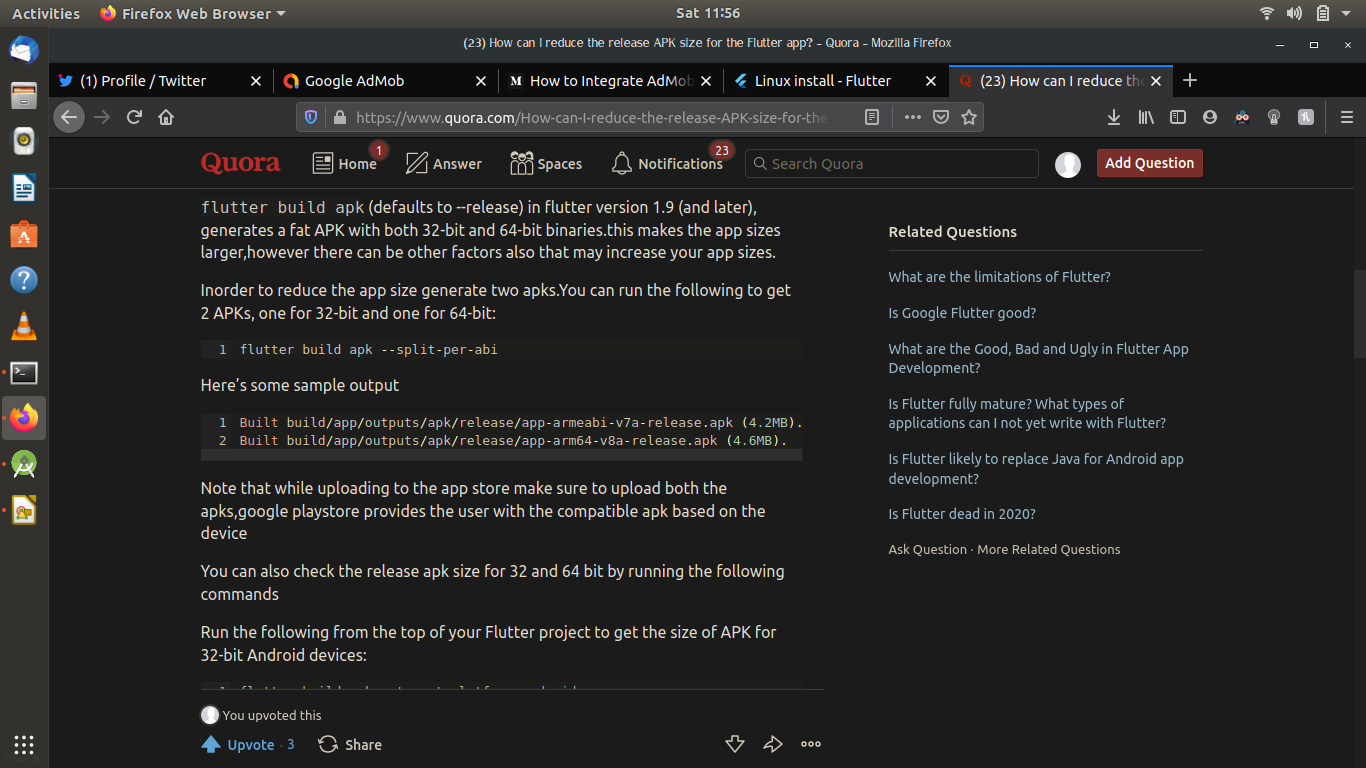 Activities
Firefox Web Browser
Sat 11:56
(23) How can I reduce the release APK size for the Flutter app? - Quora - Mozilla Firefox
(1) Profile / Twitter
Google AdMob
M How to Integrate AdMob
Linux install - Flutter
(23) How can I reduce the
https://www.quora.com/How-can-I-reduce-the-release-APK-size-for-the
Quora
Home
1
Answer
Spaces
Notifications
23
Search Quora
Add Question
flutter build apk (defaults to --release) in flutter version 1.9 (and later),
generates a fat APK with both 32-bit and 64-bit binaries.this makes the app sizes
larger,however there can be other factors also that may increase your app sizes.
Inorder to reduce the app size generate two apks.You can run the following to get
2 APKs, one for 32-bit and one for 64-bit:
1 flutter build apk --split-per-abi
Here's some sample output
1 Built build/app/outputs/apk/release/app-armeabi-v7a-release.apk (4.2MB).
2 Built build/app/outputs/apk/release/app-arm64-v8a-release.apk (4.6MB).
Note that while uploading to the app store make sure to upload both the
apks,google playstore provides the user with the compatible apk based on the
device
You can also check the release apk size for 32 and 64 bit by running the following
commands
Run the following from the top of your Flutter project to get the size of APK for
32-bit Android devices:
You upvoted this
Upvote · 3
Share
Related Questions
What are the limitations of Flutter?
Is Google Flutter good?
What are the Good, Bad and Ugly in Flutter App
Development?
Is Flutter fully mature? What types of
applications can I not yet write with Flutter?
Is Flutter likely to replace Java for Android app
development?
Is Flutter dead in 2020?
Ask Question · More Related Questions